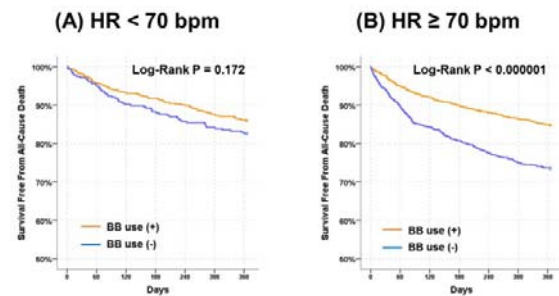 (A) HR < 70 bpm
Log-Rank P = 0.172
Survival Free From All-Cause Death
100%
90%
80%
70%
60%
BB use (+)
BB use (-)
0 60 120 180 240 300 360
Days
(B) HR ≥ 70 bpm
Log-Rank P < 0.000001
Survival Free From All-Cause Death
100%
90%
80%
70%
60%
BB use (+)
BB use (-)
0 60 120 180 240 300 360
Days